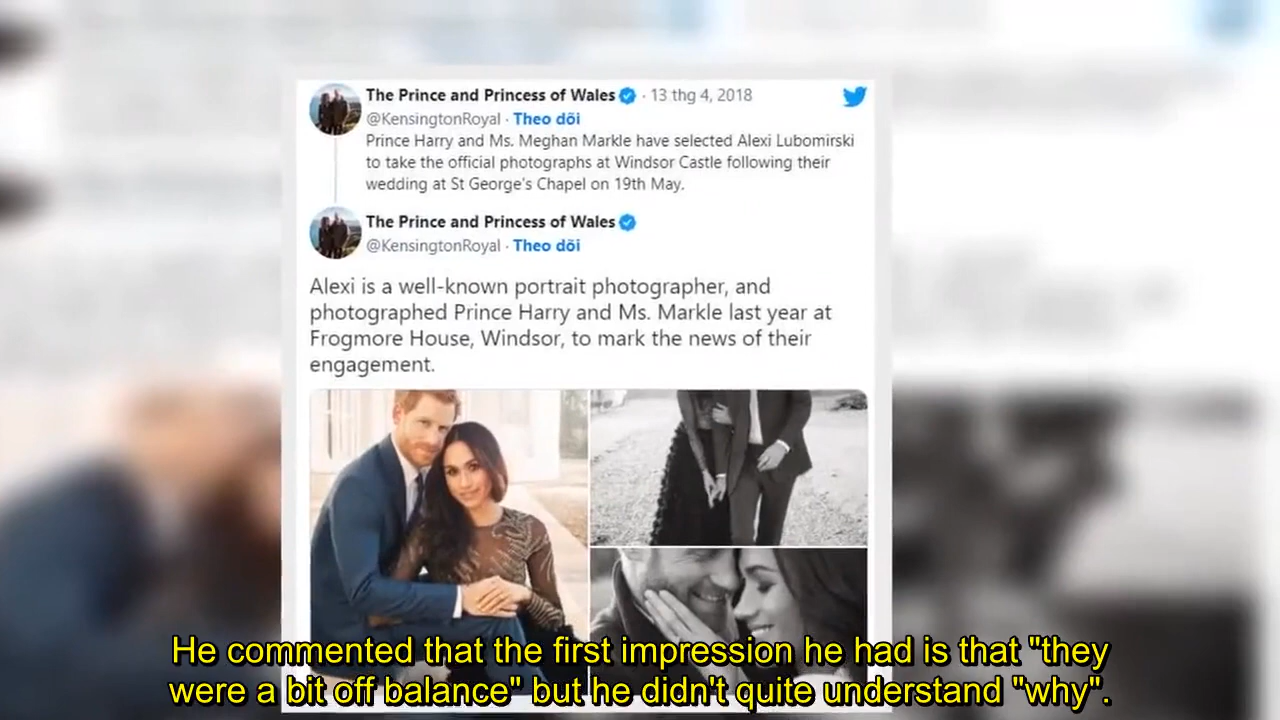 The Prince and Princess of Wales · 13 thg 4, 2018
@KensingtonRoyal · Theo dõi
Prince Harry and Ms. Meghan Markle have selected Alexi Lubomirski
to take the official photographs at Windsor Castle following their
wedding at St George's Chapel on 19th May.
The Prince and Princess of Wales
@KensingtonRoyal · Theo dõi
Alexi is a well-known portrait photographer, and
photographed Prince Harry and Ms. Markle last year at
Frogmore House, Windsor, to mark the news of their
engagement.
He commented that the first impression he had is that "they
were a bit off balance" but he didn't quite understand "why".